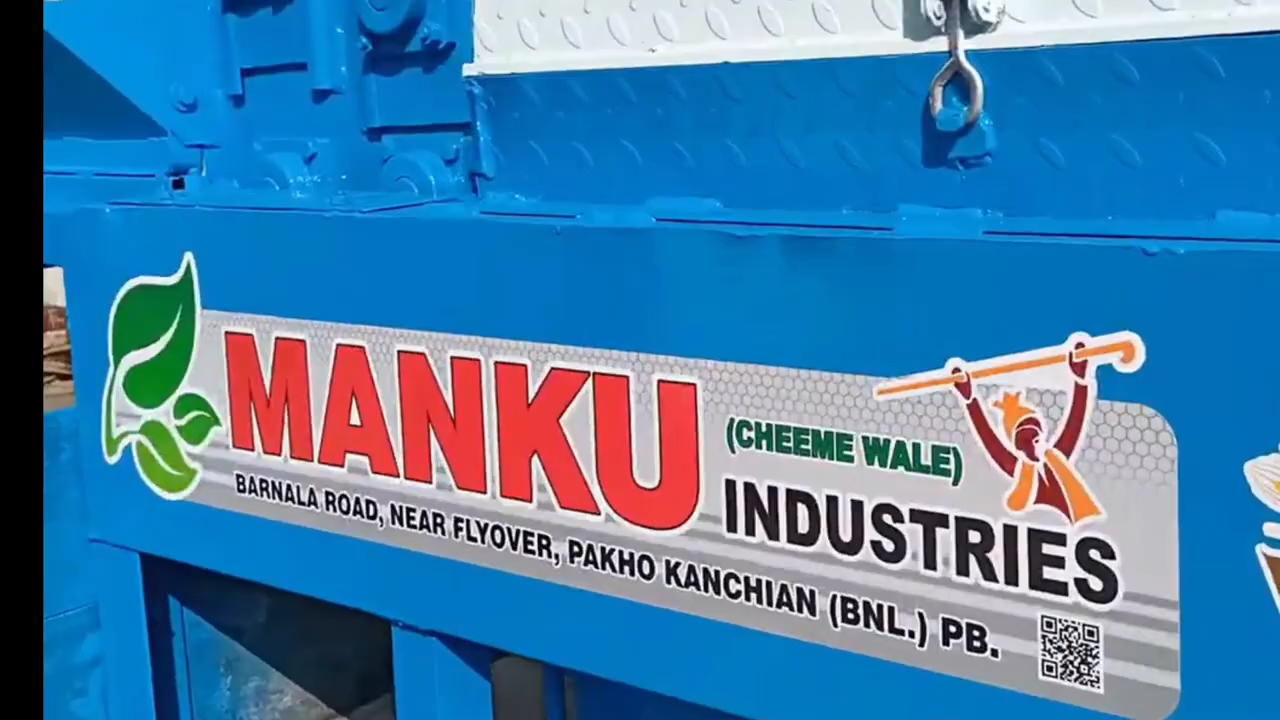 MANKU
(CHEEME WALE)
INDUSTRIES
BARNALA ROAD, NEAR FLYOVER, PAKHO KANCHIAN (BNL.) PB.